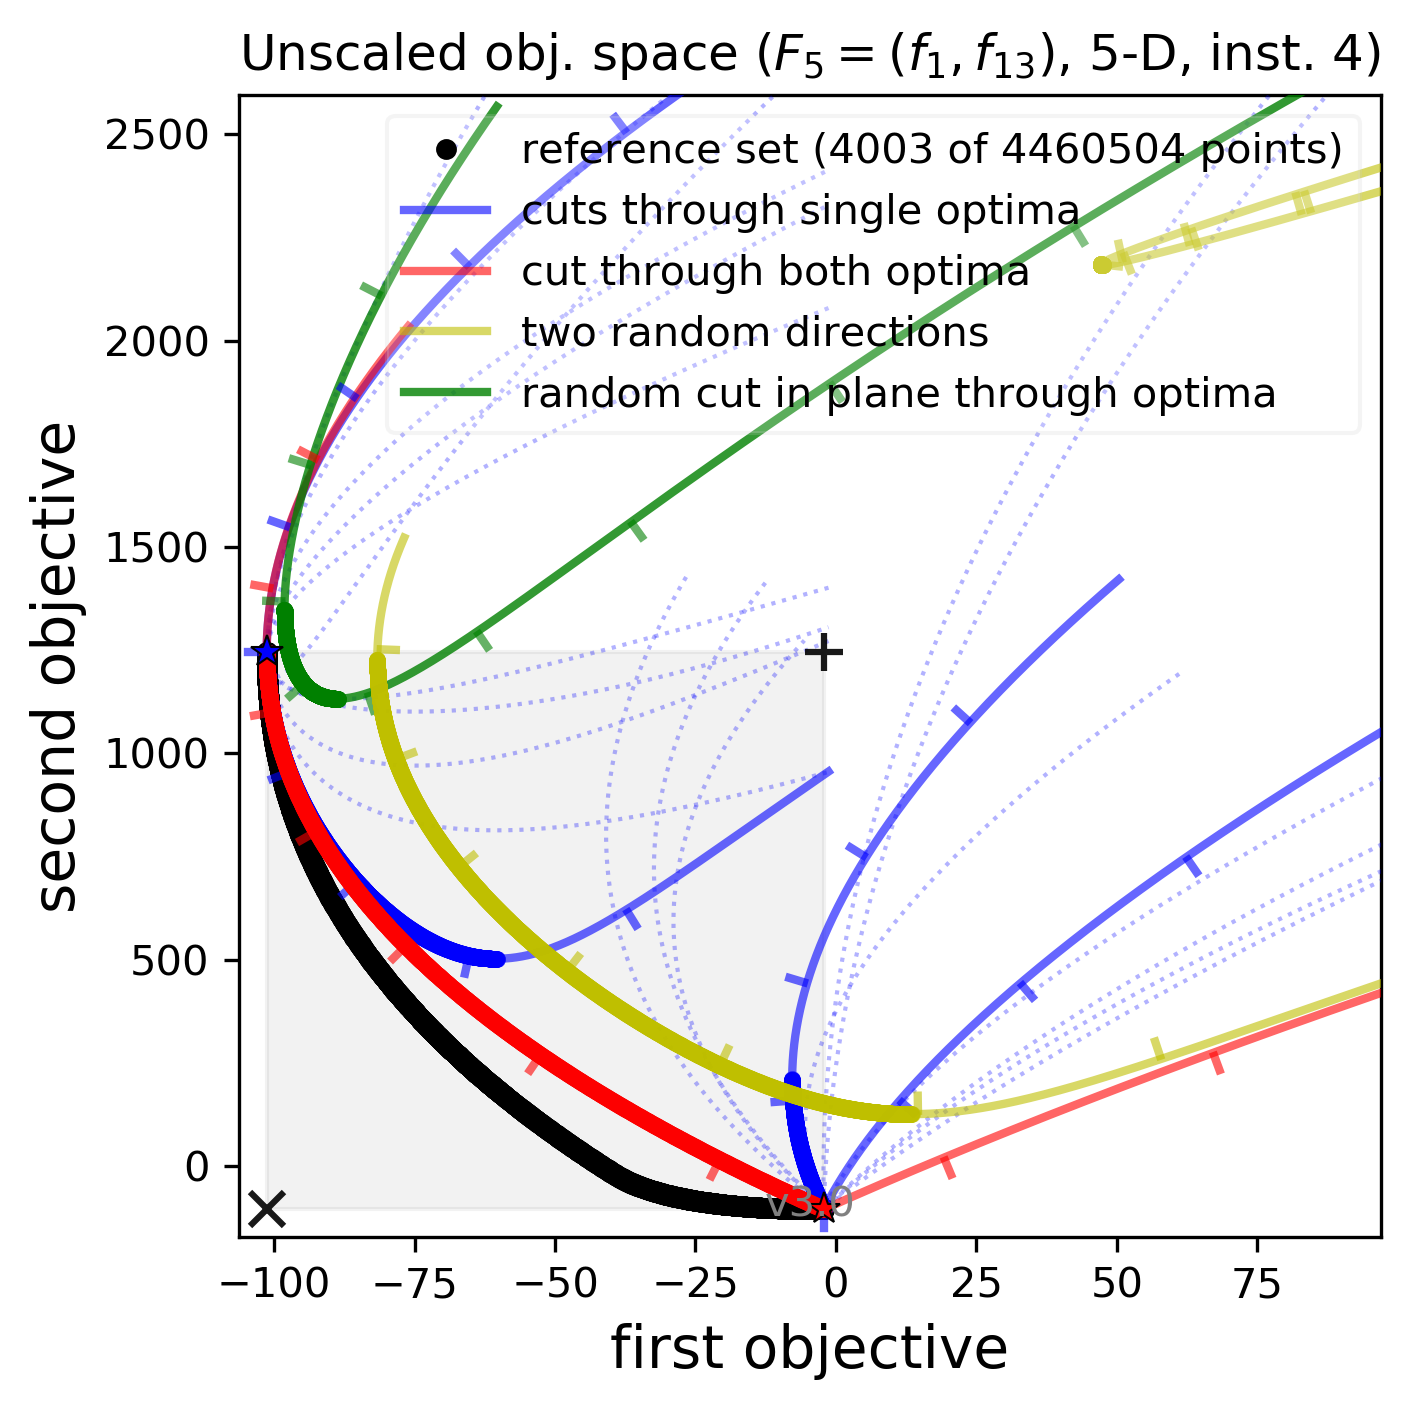 Unscaled obj. space (F₅ = (f₁, f₁₃), 5-D, inst. 4)
reference set (4003 of 4460504 points)
cuts through single optima
cut through both optima
two random directions
random cut in plane through optima
second objective
2500
2000
1500
1000
500
0
v3.0
−100
−75
−50
−25
0
25
50
75
first objective